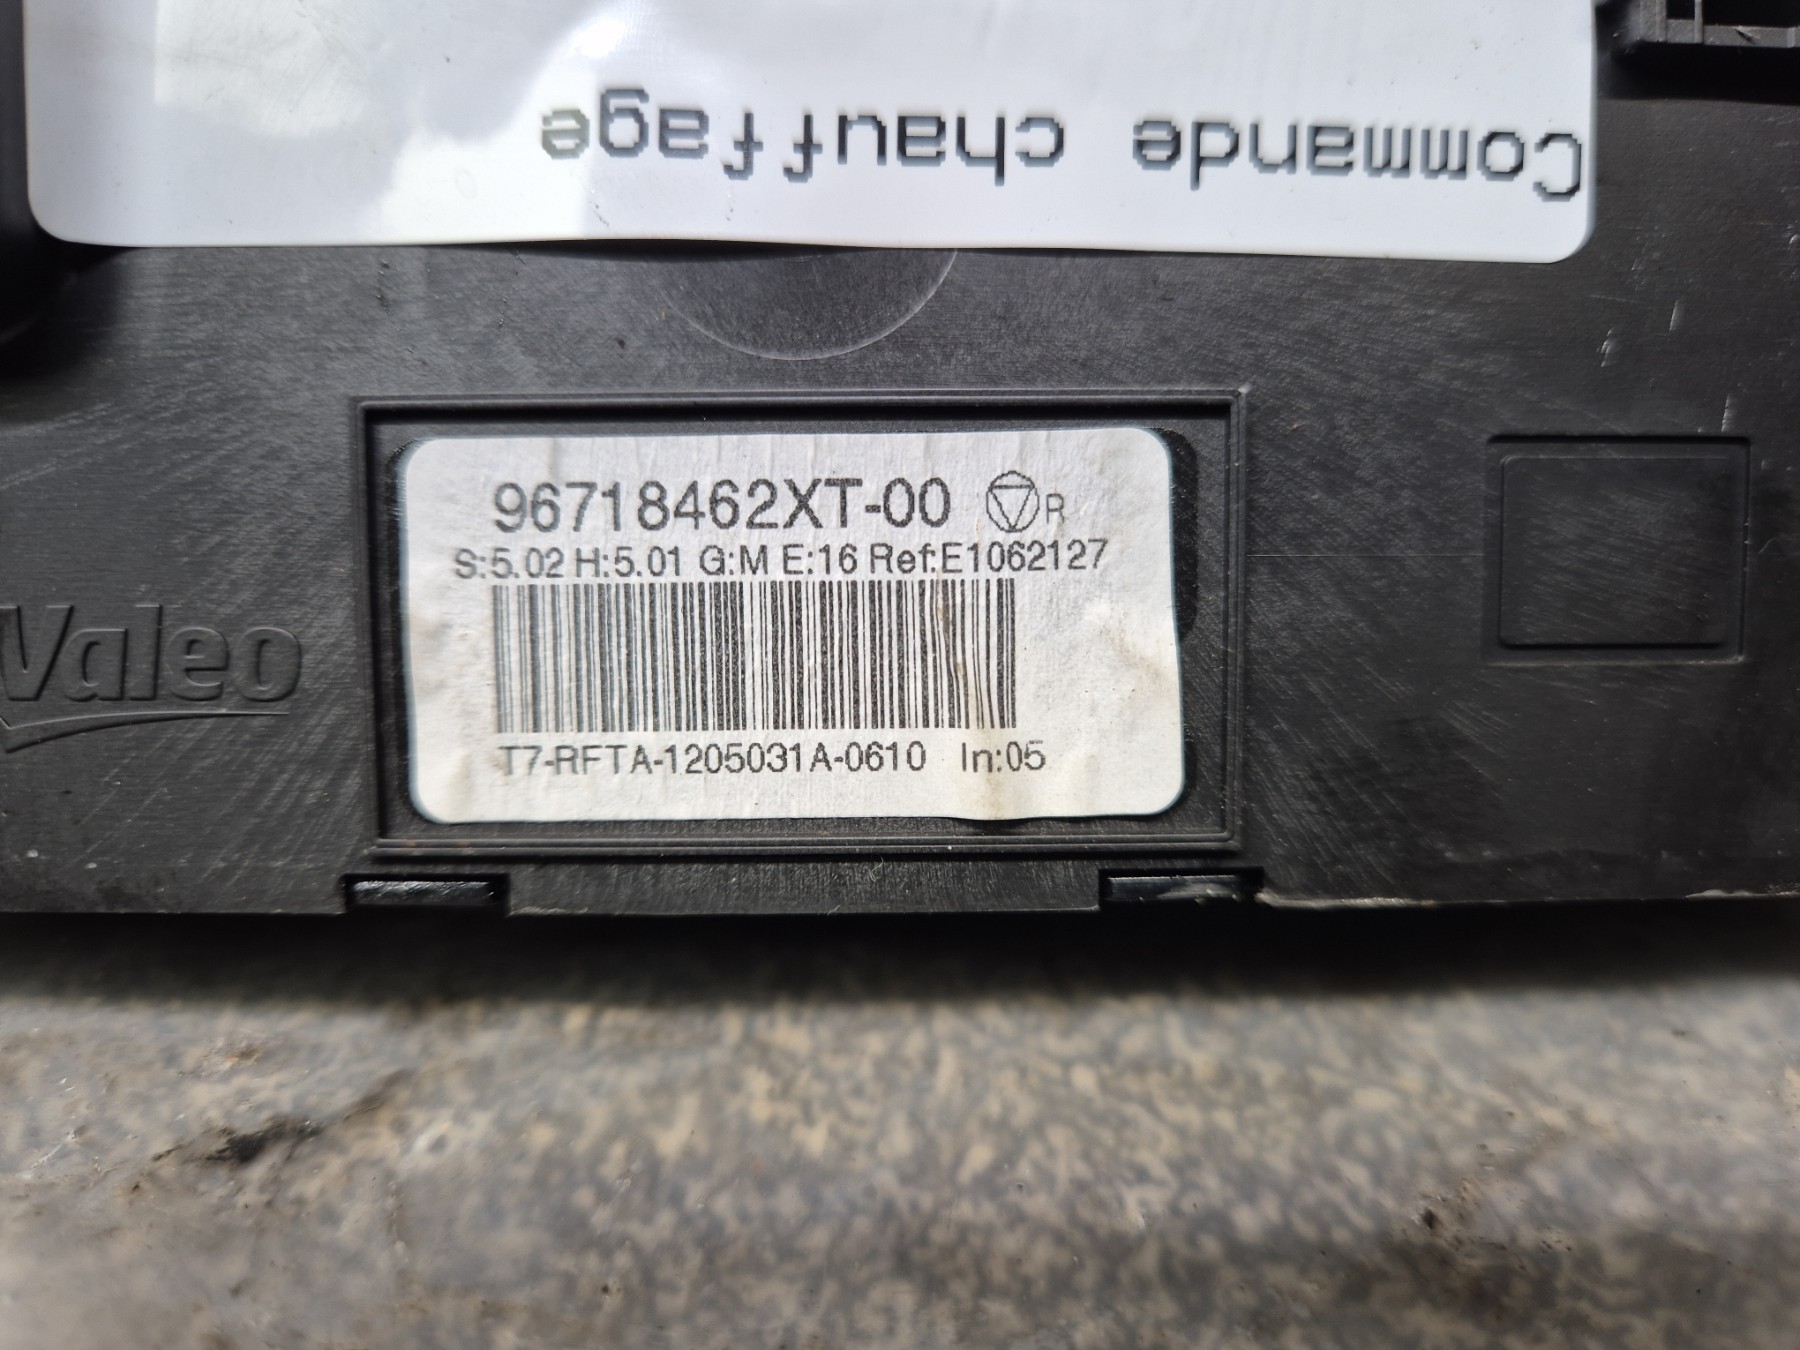 Commande chauffage
96718462XT-00 R
S:5.02 H:5.01 G:M E:16 Ref:E1062127
Valeo
T7-RFTA-1205031A-0610 In:05